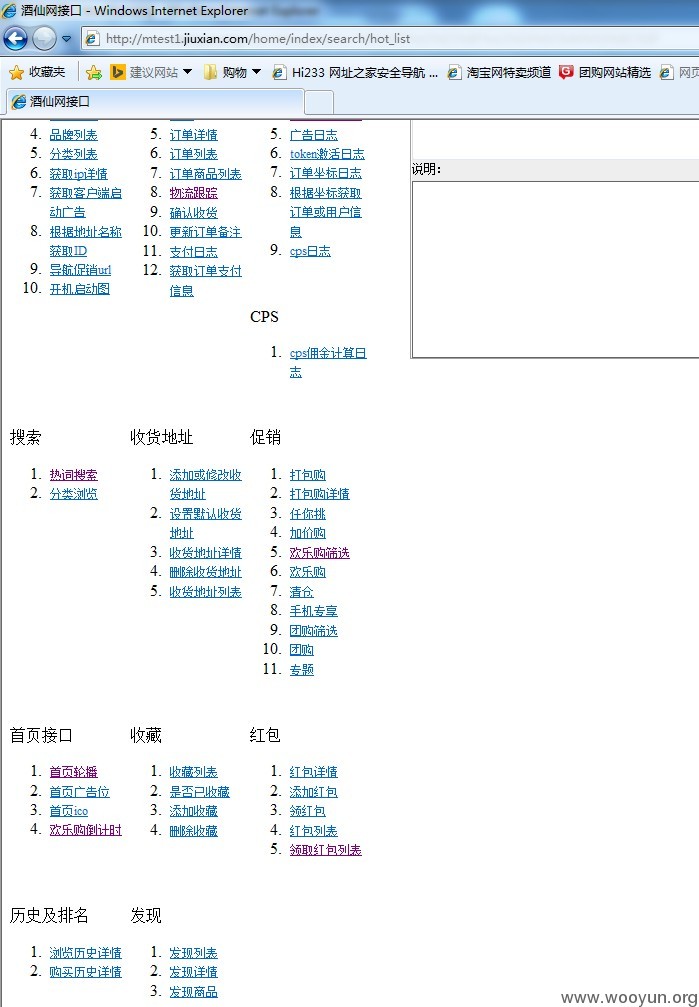 酒仙网接口 - Windows Internet Explorer
http://mtest1.jiuxian.com/home/index/search/hot_list
收藏夹 建议网站 购物 Hi233 网址之家安全导航 ... 淘宝网特卖频道 团购网站精选 网页
酒仙网接口
4. 品牌列表
5. 分类列表
6. 获取ip详情
7. 获取客户端启
动广告
8. 根据地址名称
获取ID
9. 导航促销url
10. 开机启动图
5. 订单详情
6. 订单列表
7. 订单商品列表
8. 物流跟踪
9. 确认收货
10. 更新订单备注
11. 支付日志
12. 获取订单支付
信息
5. 广告日志
6. token激活日志
7. 订单坐标日志
8. 根据坐标获取
订单或用户信
息
9. cps日志
说明:
CPS
1. cps佣金计算日
志
搜索
1. 热词搜索
2. 分类浏览
收货地址
1. 添加或修改收
货地址
2. 设置默认收货
地址
3. 收货地址详情
4. 删除收货地址
5. 收货地址列表
促销
1. 打包购
2. 打包购详情
3. 任你挑
4. 加价购
5. 欢乐购筛选
6. 欢乐购
7. 清仓
8. 手机专享
9. 团购筛选
10. 团购
11. 专题
首页接口
1. 首页轮播
2. 首页广告位
3. 首页ico
4. 欢乐购倒计时
收藏
1. 收藏列表
2. 是否已收藏
3. 添加收藏
4. 删除收藏
红包
1. 红包详情
2. 添加红包
3. 领红包
4. 红包列表
5. 领取红包列表
历史及排名
1. 浏览历史详情
2. 购买历史详情
发现
1. 发现列表
2. 发现详情
3. 发现商品
www.wooyun.org